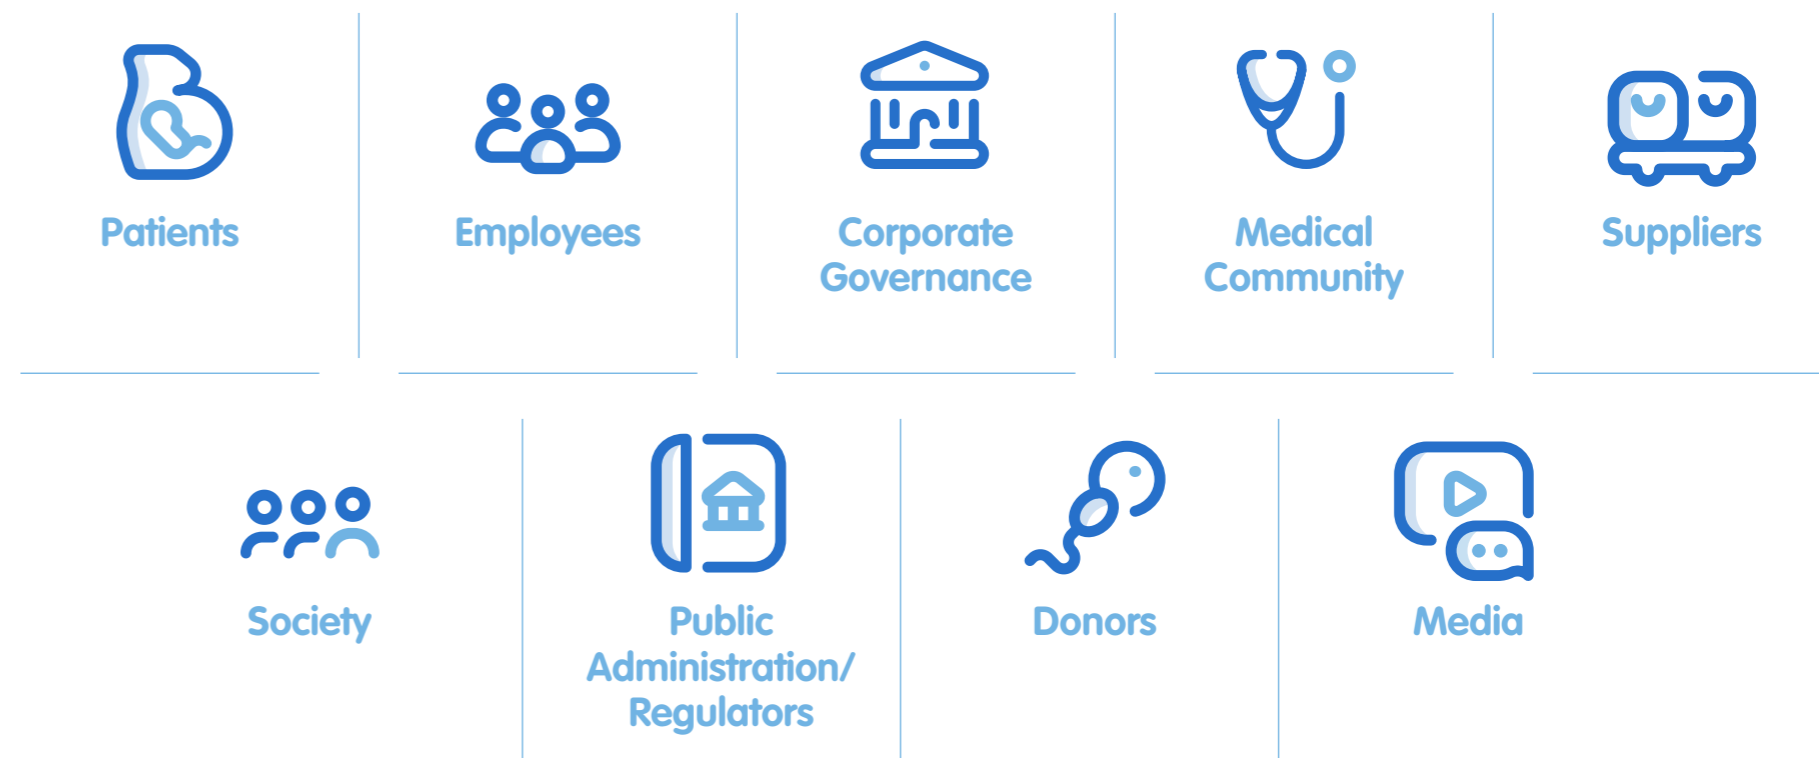 Patients
Employees
Corporate
Governance
Medical
Community
Suppliers
Society
Public
Administration/
Regulators
Donors
Media